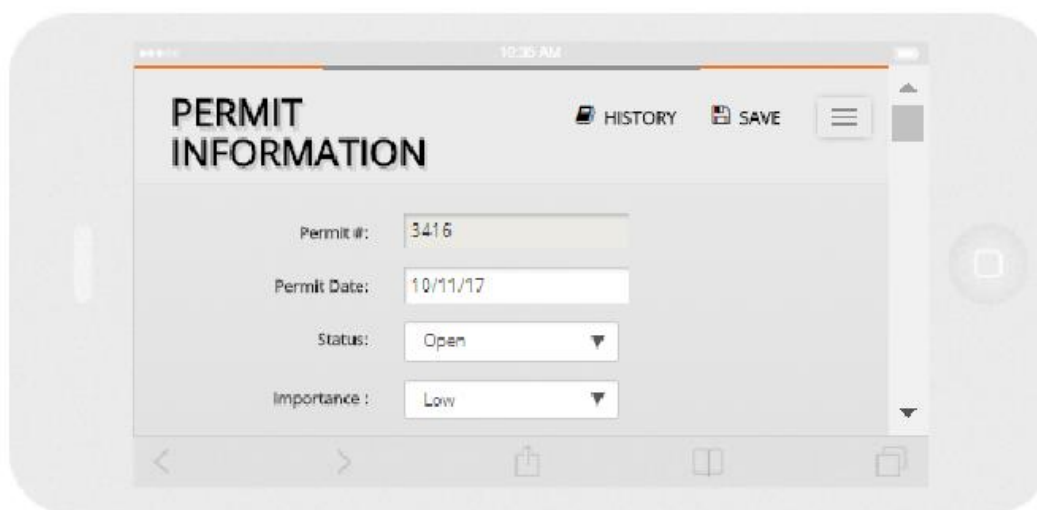 10:35 AM
PERMIT
INFORMATION
HISTORY
SAVE
Permit #:
3416
Permit Date:
10/11/17
Status:
Open
Importance :
Low